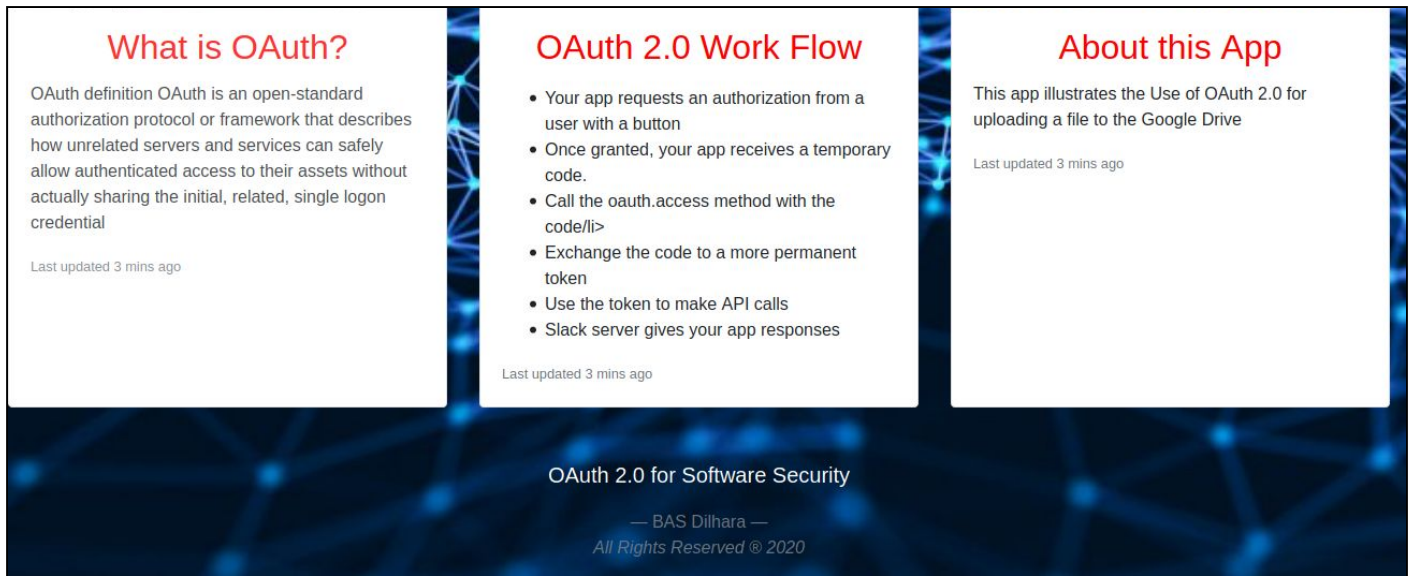 What is OAuth?
OAuth definition OAuth is an open-standard
authorization protocol or framework that describes
how unrelated servers and services can safely
allow authenticated access to their assets without
actually sharing the initial, related, single logon
credential
Last updated 3 mins ago
OAuth 2.0 Work Flow
• Your app requests an authorization from a
user with a button
• Once granted, your app receives a temporary
code.
• Call the oauth.access method with the
code/li>
• Exchange the code to a more permanent
token
• Use the token to make API calls
• Slack server gives your app responses
Last updated 3 mins ago
About this App
This app illustrates the Use of OAuth 2.0 for
uploading a file to the Google Drive
Last updated 3 mins ago
OAuth 2.0 for Software Security
— BAS Dilhara —
All Rights Reserved ® 2020